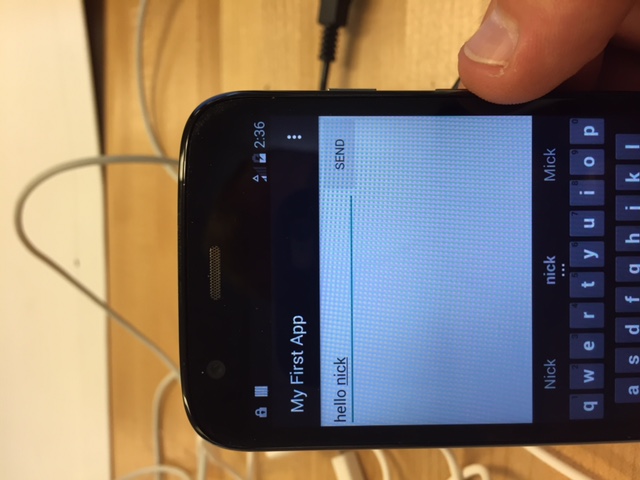 2:36
My First App
hello nick SEND
Nick nick Mick
q w e r t y u i o p
a s d f g h j k l